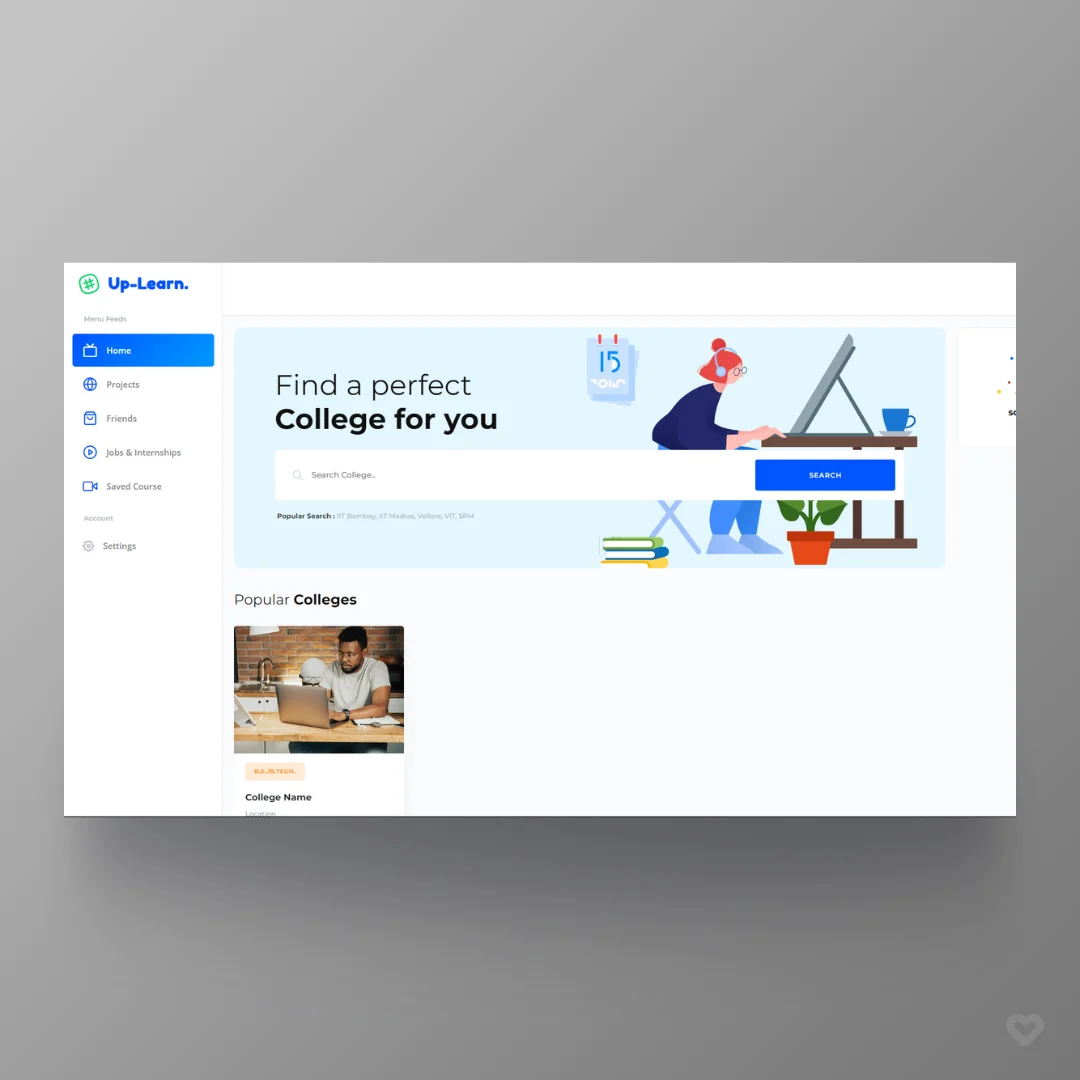 Up-Learn.
Menu Feeds
Home
Projects
Friends
Jobs & Internships
Saved Course
Account
Settings
15
Find a perfect
College for you
Search College..
SEARCH
Popular Search : IIT Bombay, IIT Madras, Vellore, VIT, SRM
Popular Colleges
B.E./B.TECH.
College Name
Location